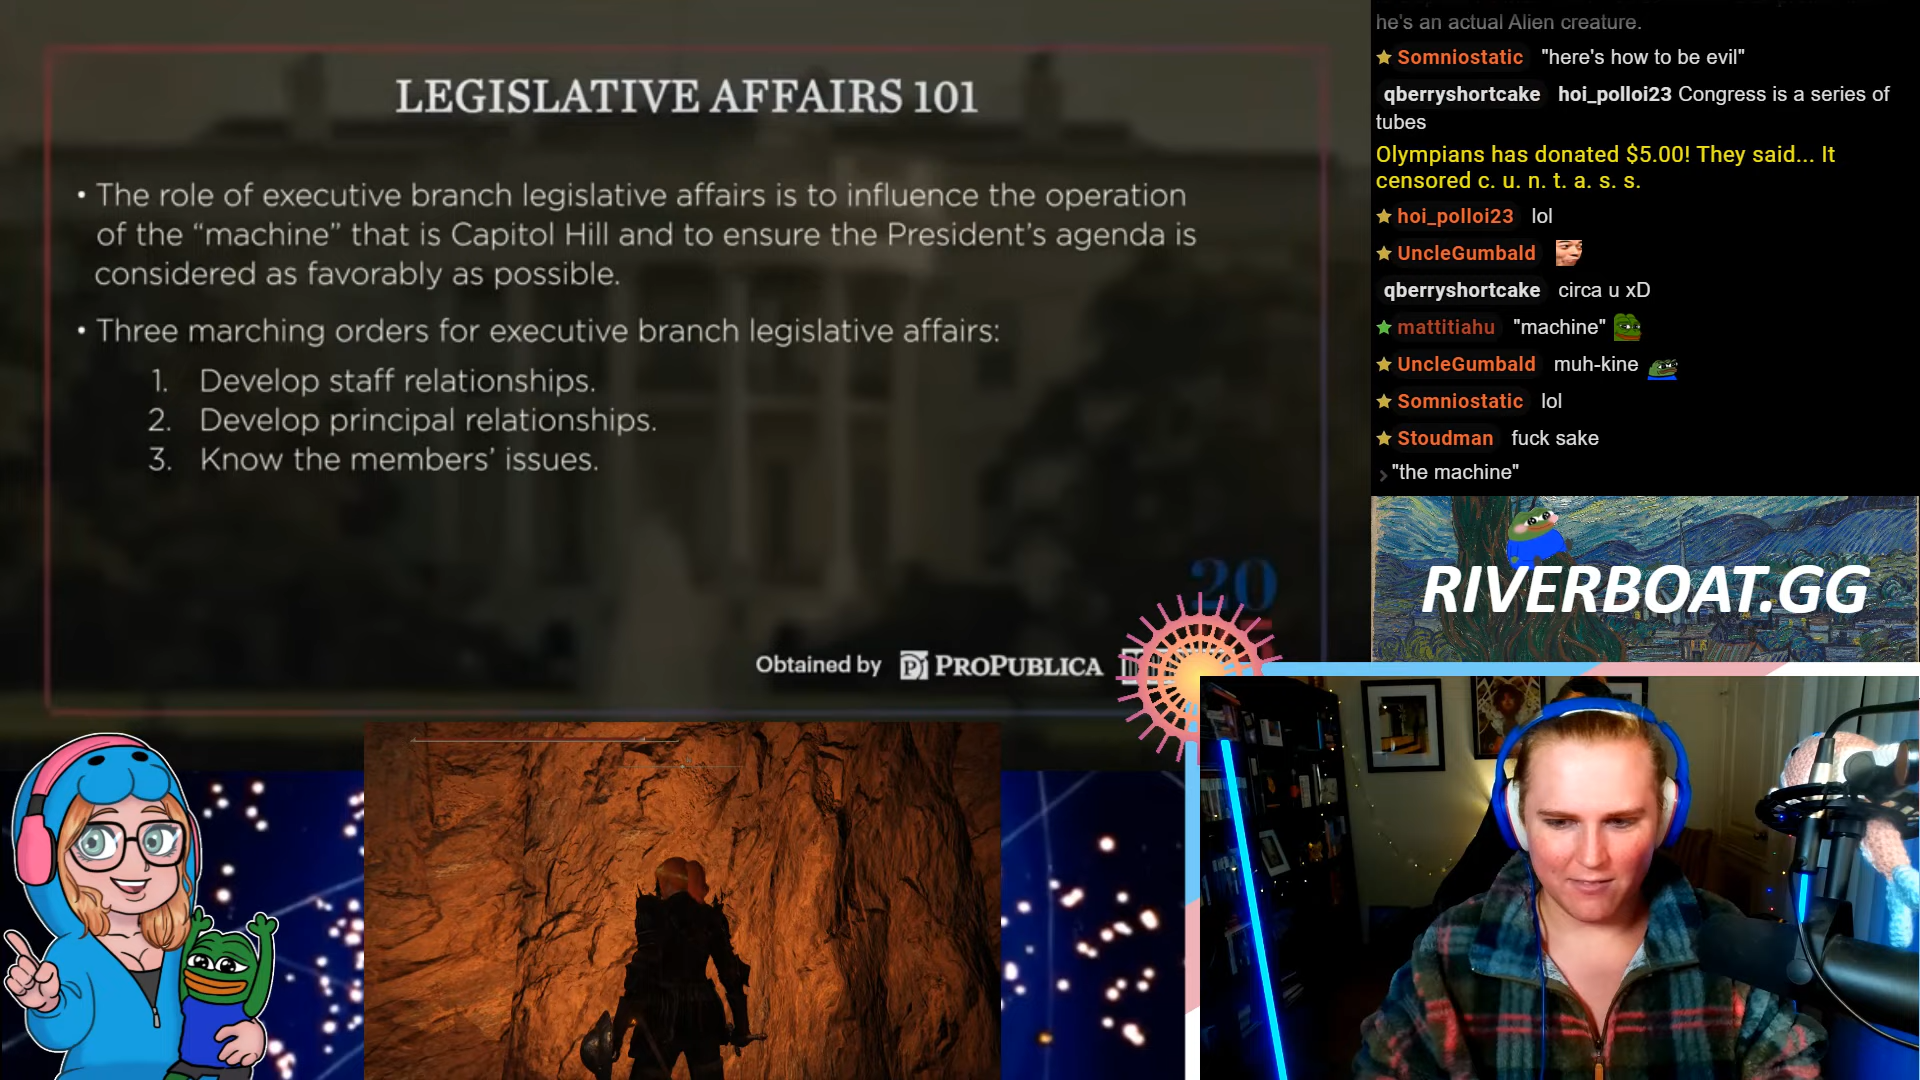 LEGISLATIVE AFFAIRS 101
• The role of executive branch legislative affairs is to influence the operation
of the “machine” that is Capitol Hill and to ensure the President’s agenda is
considered as favorably as possible.
• Three marching orders for executive branch legislative affairs:
1. Develop staff relationships.
2. Develop principal relationships.
3. Know the members’ issues.
20
Obtained by PROPUBLICA
he's an actual Alien creature.
Somniostatic "here's how to be evil"
qberryshortcake hoi_polloi23 Congress is a series of
tubes
Olympians has donated $5.00! They said... It
censored c. u. n. t. a. s. s.
hoi_polloi23 lol
UncleGumbald
qberryshortcake circa u xD
mattitiahu "machine"
UncleGumbald muh-kine
Somniostatic lol
Stoudman fuck sake
"the machine"
RIVERBOAT.GG